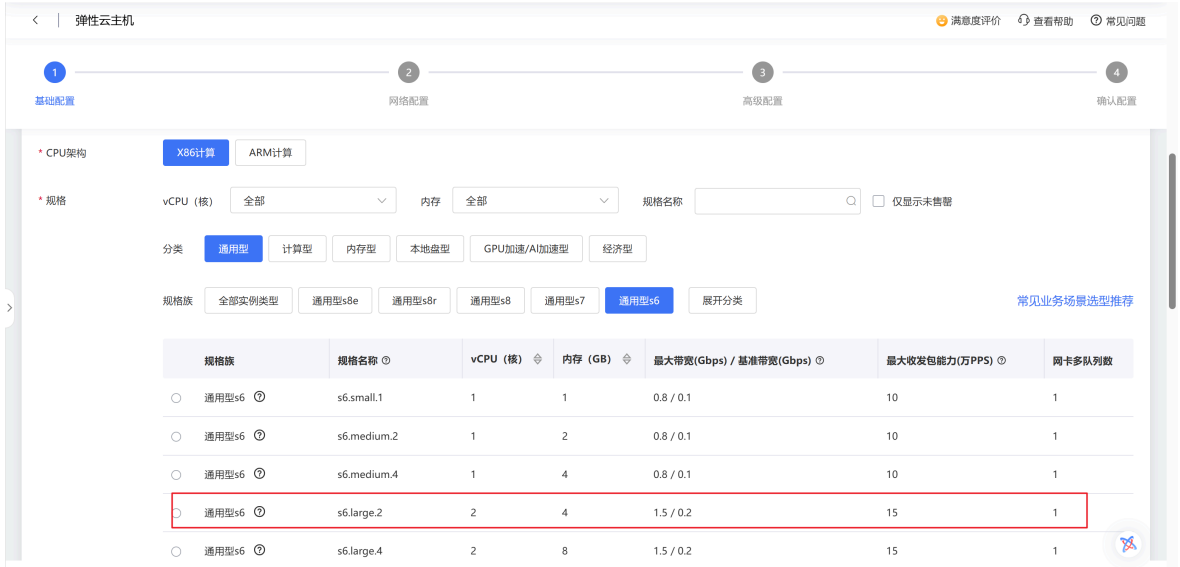 弹性云主机 满意度评价 查看帮助 常见问题
1 2 3 4
基础配置 网络配置 高级配置 确认配置
* CPU架构 X86计算 ARM计算
* 规格 vCPU（核） 全部 内存 全部 规格名称 仅显示未售罄
分类 通用型 计算型 内存型 本地盘型 GPU加速/AI加速型 经济型
规格族 全部实例类型 通用型s8e 通用型s8r 通用型s8 通用型s7 通用型s6 展开分类 常见业务场景选型推荐
规格族 规格名称 vCPU（核） 内存（GB） 最大带宽(Gbps) / 基准带宽(Gbps) 最大收发包能力(万PPS) 网卡多队列数
通用型s6 s6.small.1 1 1 0.8 / 0.1 10 1
通用型s6 s6.medium.2 1 2 0.8 / 0.1 10 1
通用型s6 s6.medium.4 1 4 0.8 / 0.1 10 1
通用型s6 s6.large.2 2 4 1.5 / 0.2 15 1
通用型s6 s6.large.4 2 8 1.5 / 0.2 15 1